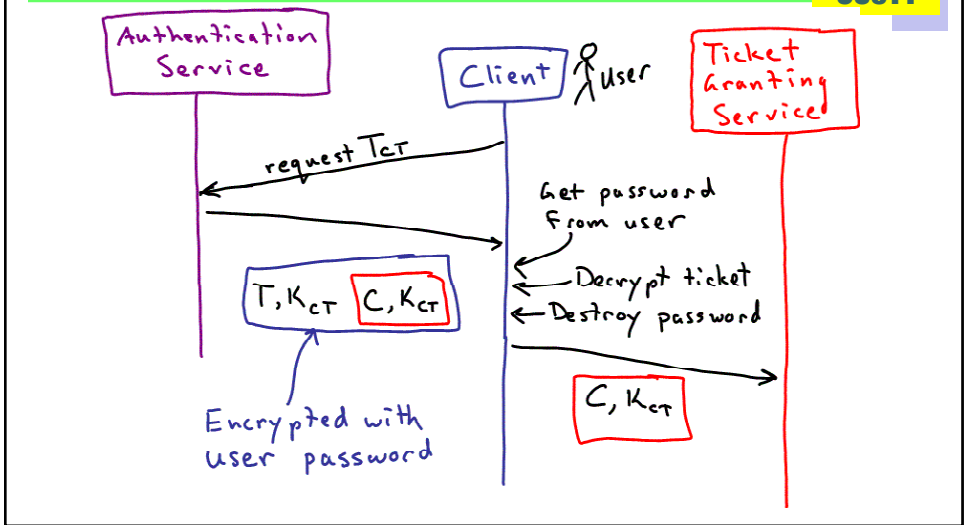 Authentication
Service
Client
User
Ticket
Granting
Service
request TCT
Get password
From user
Decrypt ticket
Destroy password
T, KCT
C, KCT
C, KCT
Encrypted with
user password